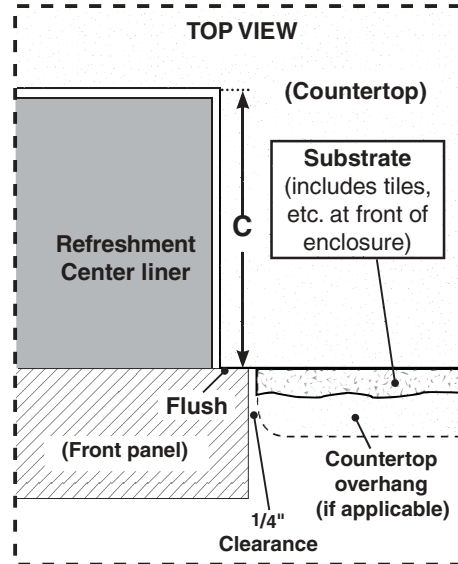 TOP VIEW
(Countertop)
Substrate
(includes tiles,
etc. at front of
enclosure)
C
Refreshment
Center liner
Flush
(Front panel)
Countertop
overhang
(if applicable)
1/4"
Clearance